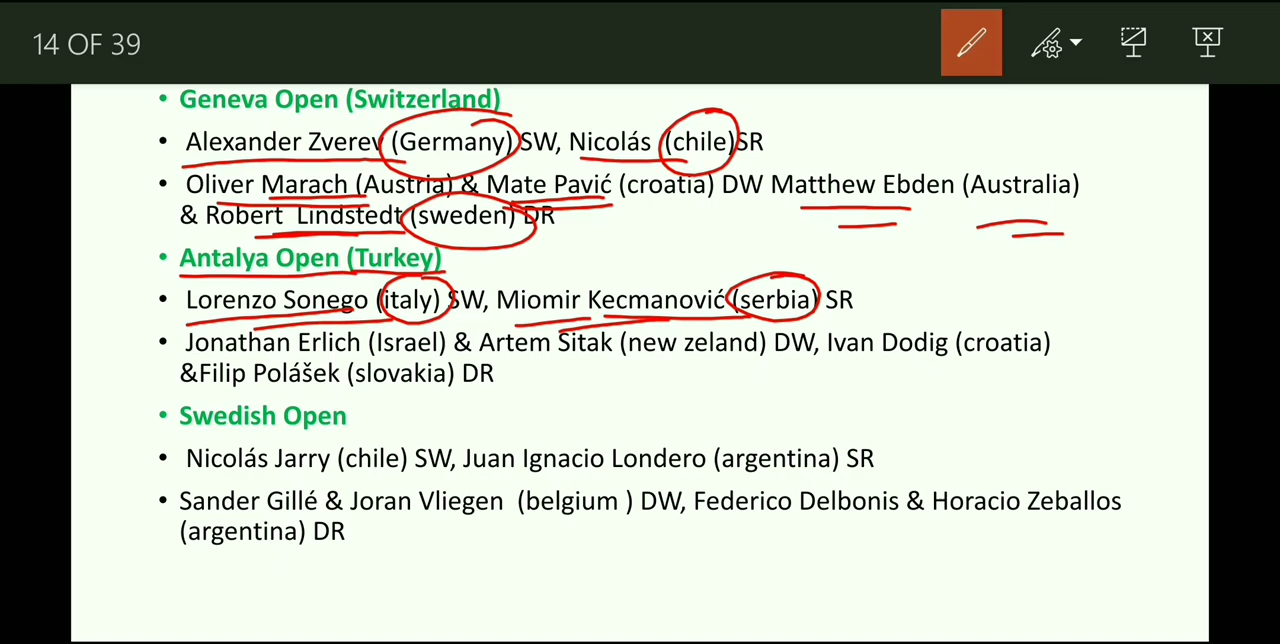 14 OF 39
• Geneva Open (Switzerland)
• Alexander Zverev (Germany) SW, Nicolás (chile)SR
• Oliver Marach (Austria) & Mate Pavić (croatia) DW Matthew Ebden (Australia)
& Robert Lindstedt (sweden) DR
• Antalya Open (Turkey)
• Lorenzo Sonego (italy) SW, Miomir Kecmanović (serbia) SR
• Jonathan Erlich (Israel) & Artem Sitak (new zeland) DW, Ivan Dodig (croatia)
&Filip Polášek (slovakia) DR
• Swedish Open
• Nicolás Jarry (chile) SW, Juan Ignacio Londero (argentina) SR
• Sander Gillé & Joran Vliegen (belgium ) DW, Federico Delbonis & Horacio Zeballos
(argentina) DR